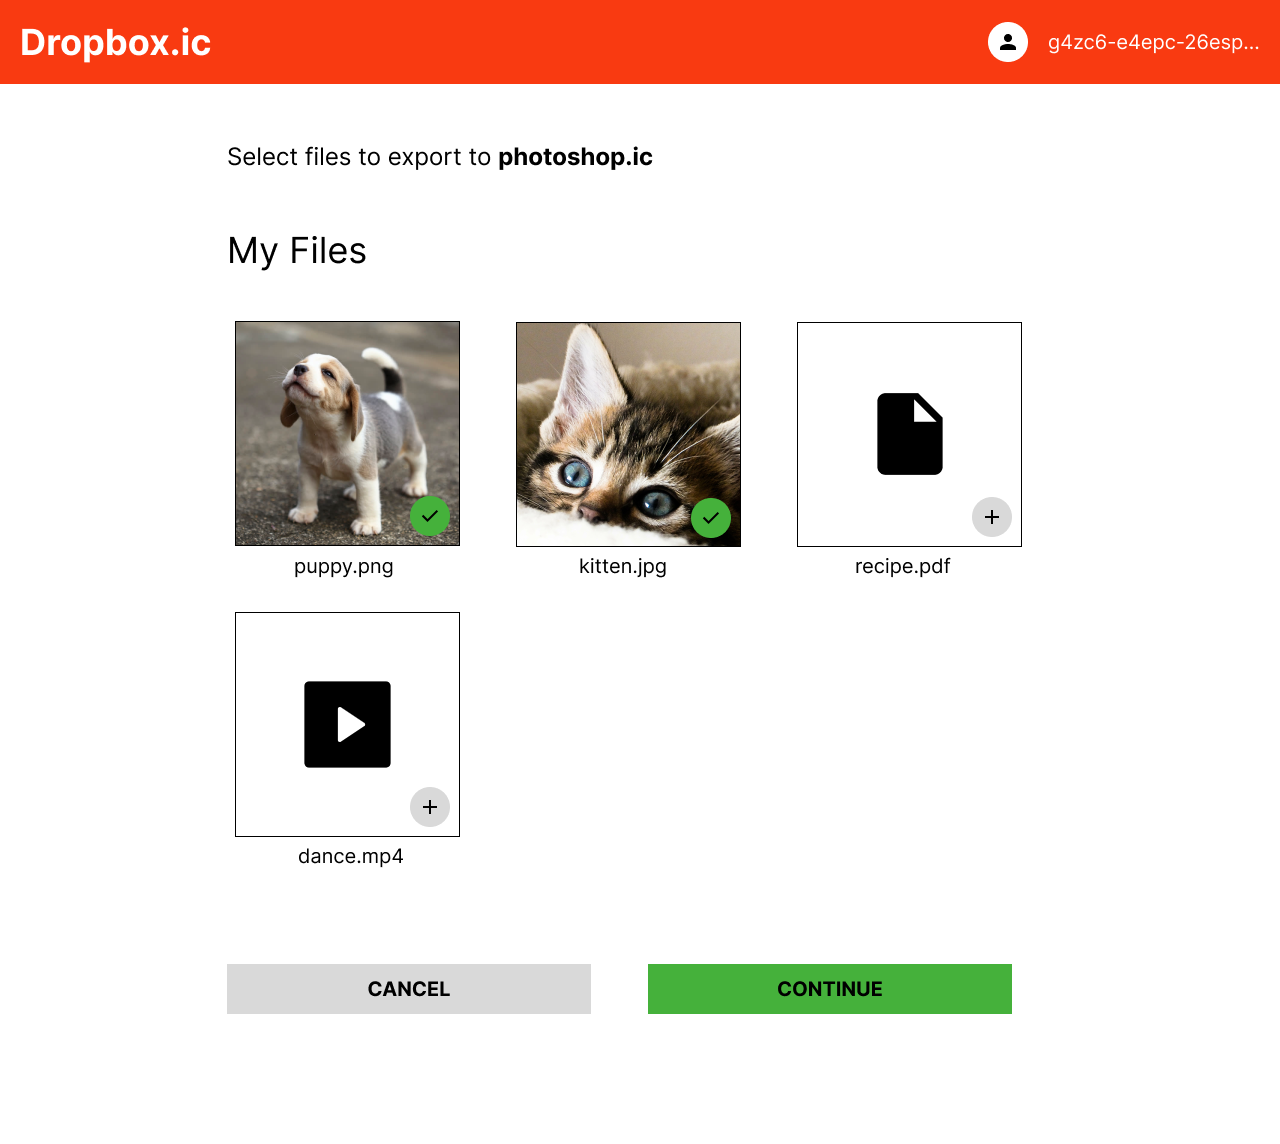 Dropbox.ic
g4zc6-e4epc-26esp...
Select files to export to photoshop.ic
My Files
puppy.png
kitten.jpg
recipe.pdf
dance.mp4
CANCEL
CONTINUE